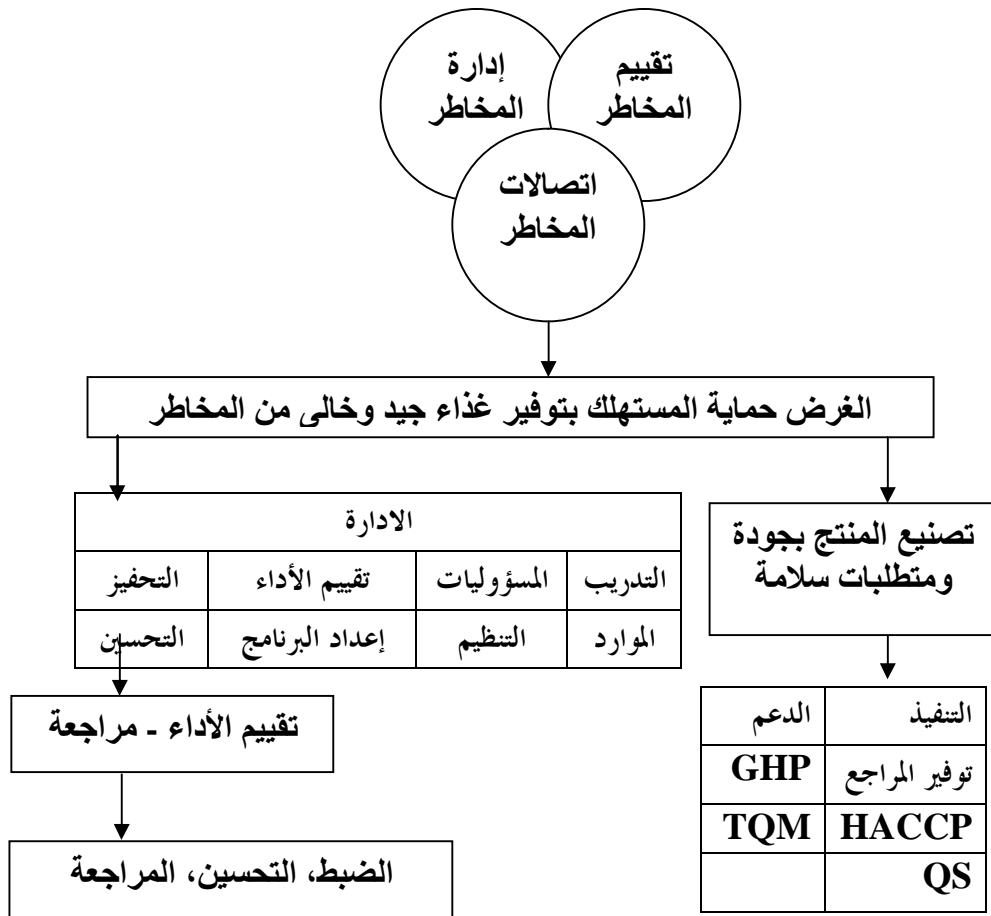 تقييم
المخاطر
إدارة
المخاطر
اتصالات
المخاطر
الغرض حماية المستهلك بتوفير غذاء جيد وخالى من المخاطر
تصنيع المنتج بجودة
ومتطلبات سلامة
الادارة
التدريب المسؤوليات تقييم الأداء التحفيز
الموارد التنظيم إعداد البرنامج التحسين
تقييم الأداء - مراجعة
الضبط، التحسين، المراجعة
التنفيذ الدعم
توفير المراجع GHP
HACCP TQM
QS